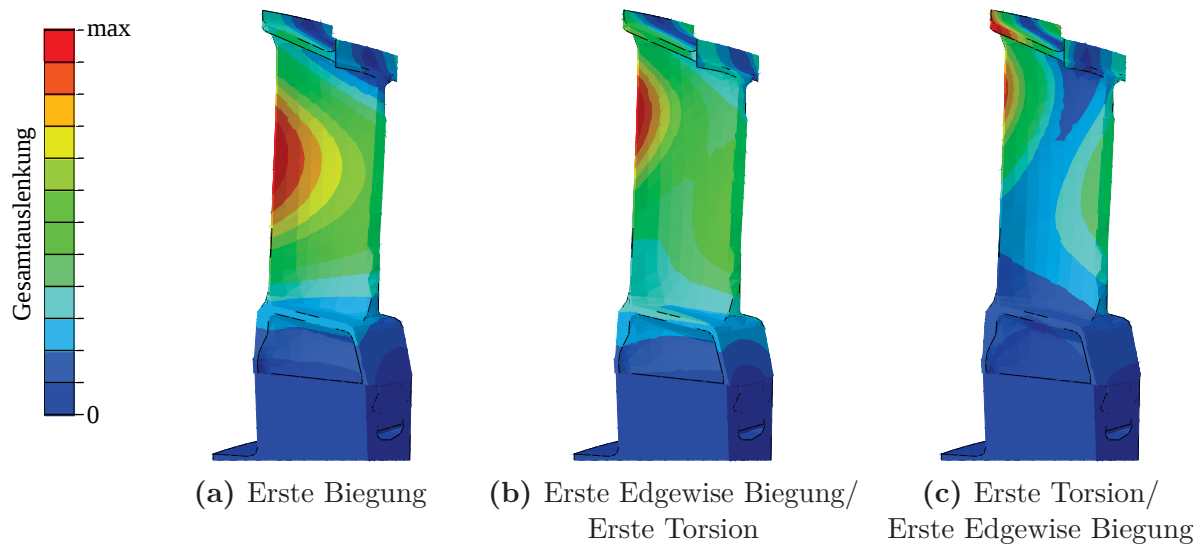 max
Gesamtauslenkung
0
(a) Erste Biegung
(b) Erste Edgewise Biegung/
Erste Torsion
(c) Erste Torsion/
Erste Edgewise Biegung